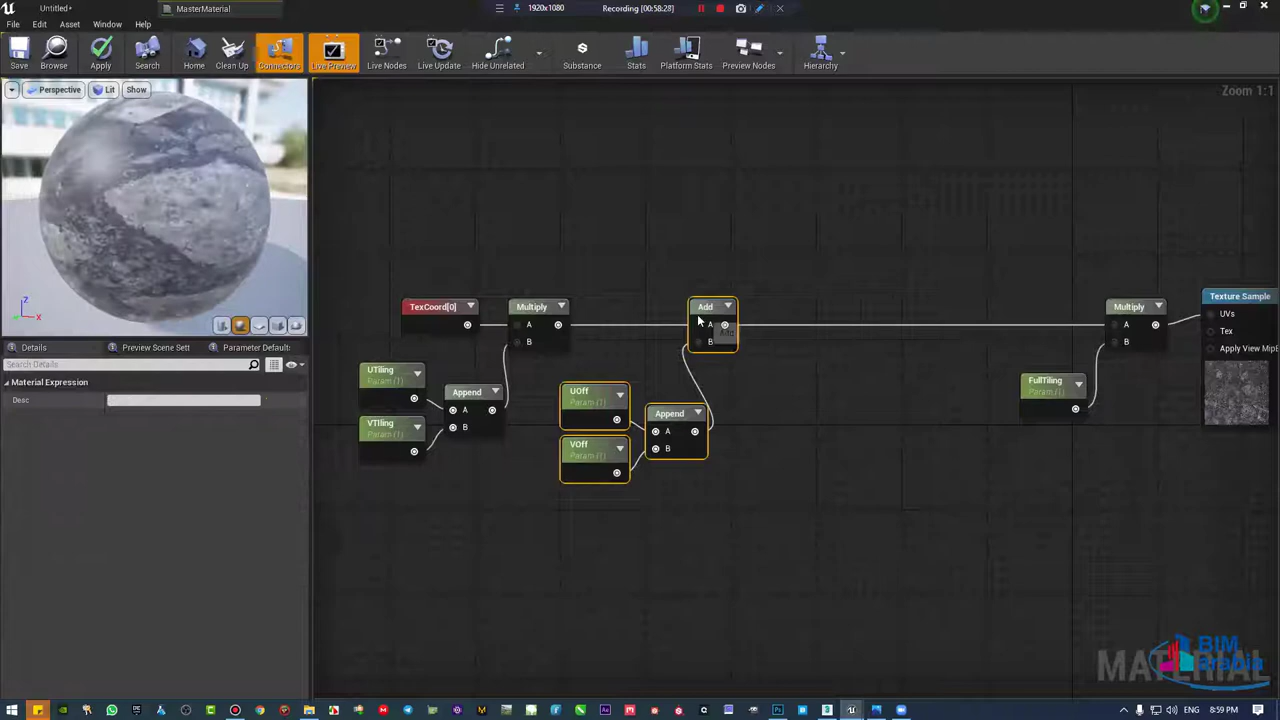 Untitled*
MasterMaterial
1920x1080
Recording [00:58:28]
File
Edit
Asset
Window
Help
Save
Browse
Apply
Search
Home
Clean Up
Connectors
Live Preview
Live Nodes
Live Update
Hide Unrelated
Substance
Stats
Platform Stats
Preview Nodes
Hierarchy
Perspective
Lit
Show
Zoom 1:1
TexCoord[0]
Multiply
A
B
Add
A
B
Multiply
A
B
Texture Sample
UVs
Tex
Apply View MipB
UTiling
Param (1)
VTiling
Param (1)
Append
A
B
UOff
Param (1)
VOff
Param (1)
Append
A
B
FullTiling
Param (1)
Details
Preview Scene Sett
Parameter Default:
Search Details
Material Expression
Desc
Z
X
MATERIAL
BIM
arabia
8:59 PM